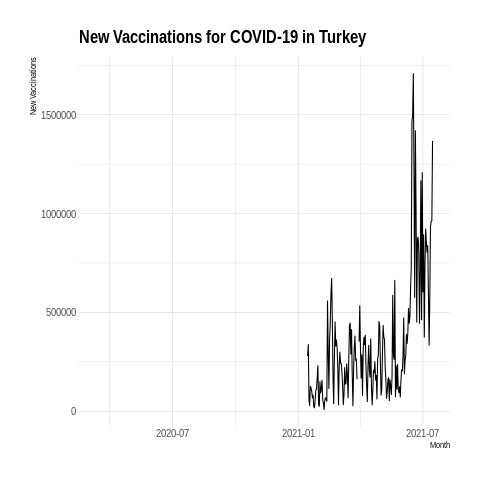 New Vaccinations for COVID-19 in Turkey
New Vaccinations
1500000
1000000
500000
0
2020-07 2021-01 2021-07
Month